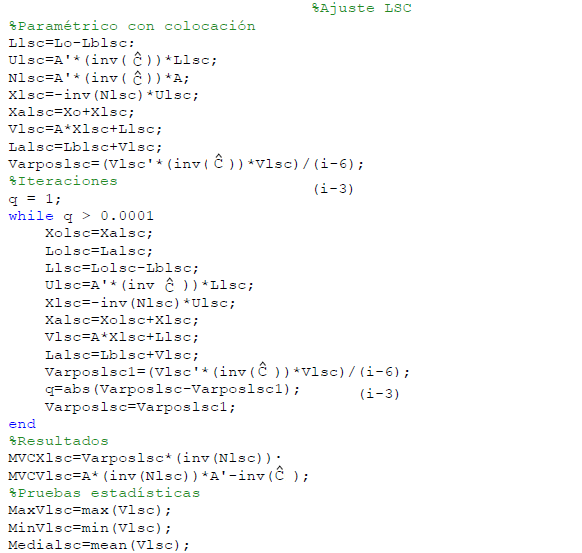 %Ajuste LSC
%Paramétrico con colocación
Llsc=Lo-Lblsc;
Ulsc=A'*(inv(Ĉ))*Llsc;
Nlsc=A'*(inv(Ĉ))*A;
Xlsc=-inv(Nlsc)*Ulsc;
Xalsc=Xo+Xlsc;
Vlsc=A*Xlsc+Llsc;
Lalsc=Lblsc+Vlsc;
Varposlsc=(Vlsc'*(inv(Ĉ))*Vlsc)/(i-6);
%Iteraciones
(i-3)
q = 1;
while q > 0.0001
Xolsc=Xalsc;
Lolsc=Lalsc;
Llsc=Lolsc-Lblsc;
Ulsc=A'*(inv Ĉ ))*Llsc;
Xlsc=-inv(Nlsc)*Ulsc;
Xalsc=Xolsc+Xlsc;
Vlsc=A*Xlsc+Llsc;
Lalsc=Lblsc+Vlsc;
Varposlsc1=(Vlsc'*(inv(Ĉ))*Vlsc)/(i-6);
q=abs(Varposlsc-Varposlsc1);
(i-3)
Varposlsc=Varposlsc1;
end
%Resultados
MVCXlsc=Varposlsc*(inv(Nlsc));
MVCVlsc=A*(inv(Nlsc))*A'-inv(Ĉ );
%Pruebas estadísticas
MaxVlsc=max(Vlsc);
MinVlsc=min(Vlsc);
Medialsc=mean(Vlsc);